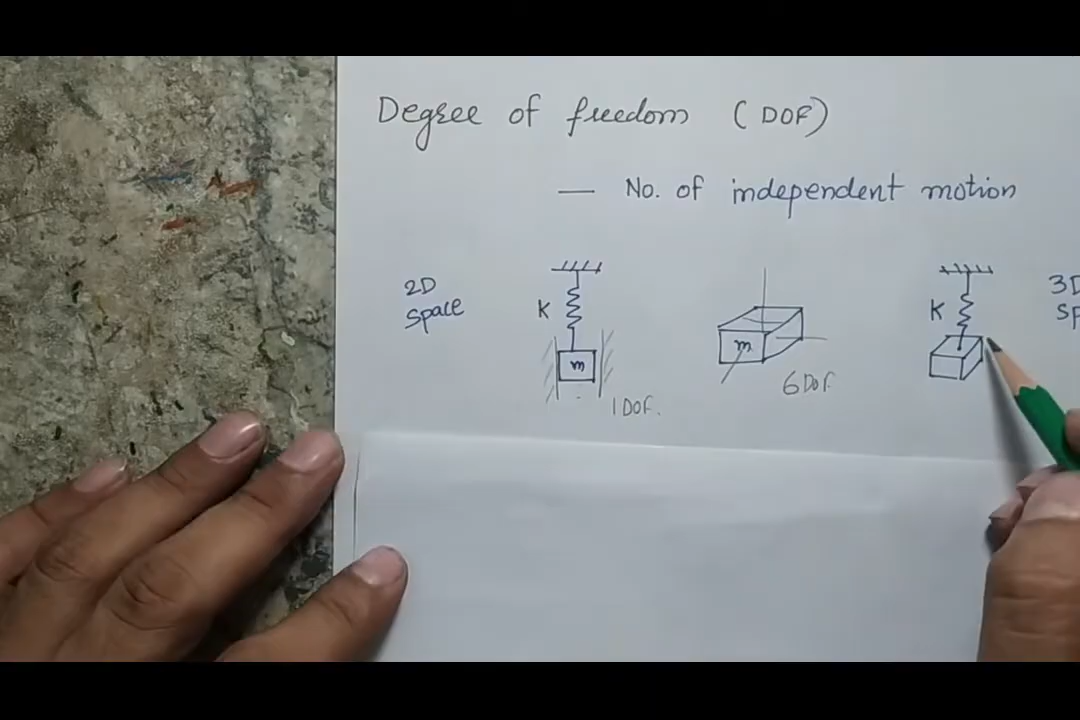 Degree of freedom (DOF)
— No. of independent motion
2D
Space
K
m
1 DOF.
m
6 DOF.
K
3D
Sp